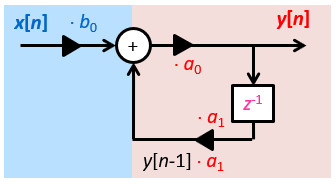 x[n] · b₀ y[n]
+
· a₀
z⁻¹
· a₁
y[n-1] · a₁